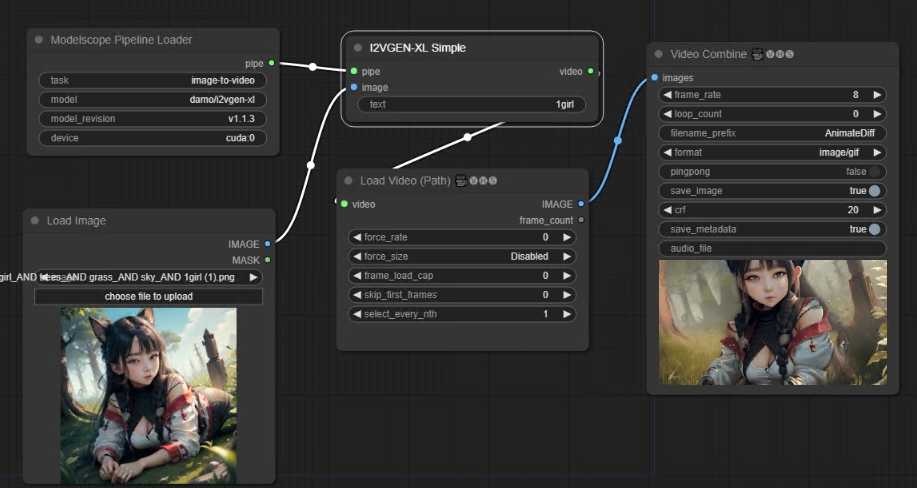 Modelscope Pipeline Loader
pipe
task image-to-video
model damo/i2vgen-xl
model_revision v1.1.3
device cuda:0
I2VGEN-XL Simple
pipe video
image
text 1girl
Load Image
IMAGE
MASK
AND grass_AND sky_AND 1girl (1).png
choose file to upload
Load Video (Path) VHS
video IMAGE
frame_count
force_rate 0
force_size Disabled
frame_load_cap 0
skip_first_frames 0
select_every_nth 1
Video Combine VHS
images
frame_rate 8
loop_count 0
filename_prefix AnimateDiff
format image/gif
pingpong false
save_image true
crf 20
save_metadata true
audio_file